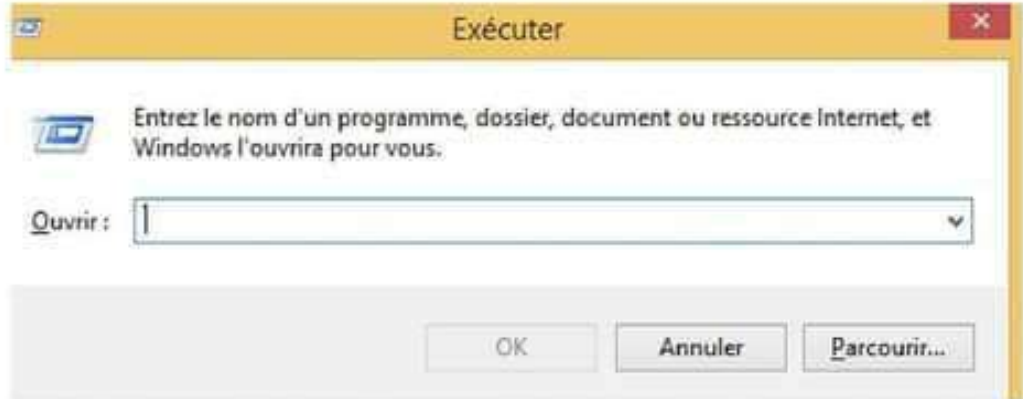 Exécuter
Entrez le nom d'un programme, dossier, document ou ressource Internet, et
Windows l'ouvrira pour vous.
Ouvrir :
OK
Annuler
Parcourir...